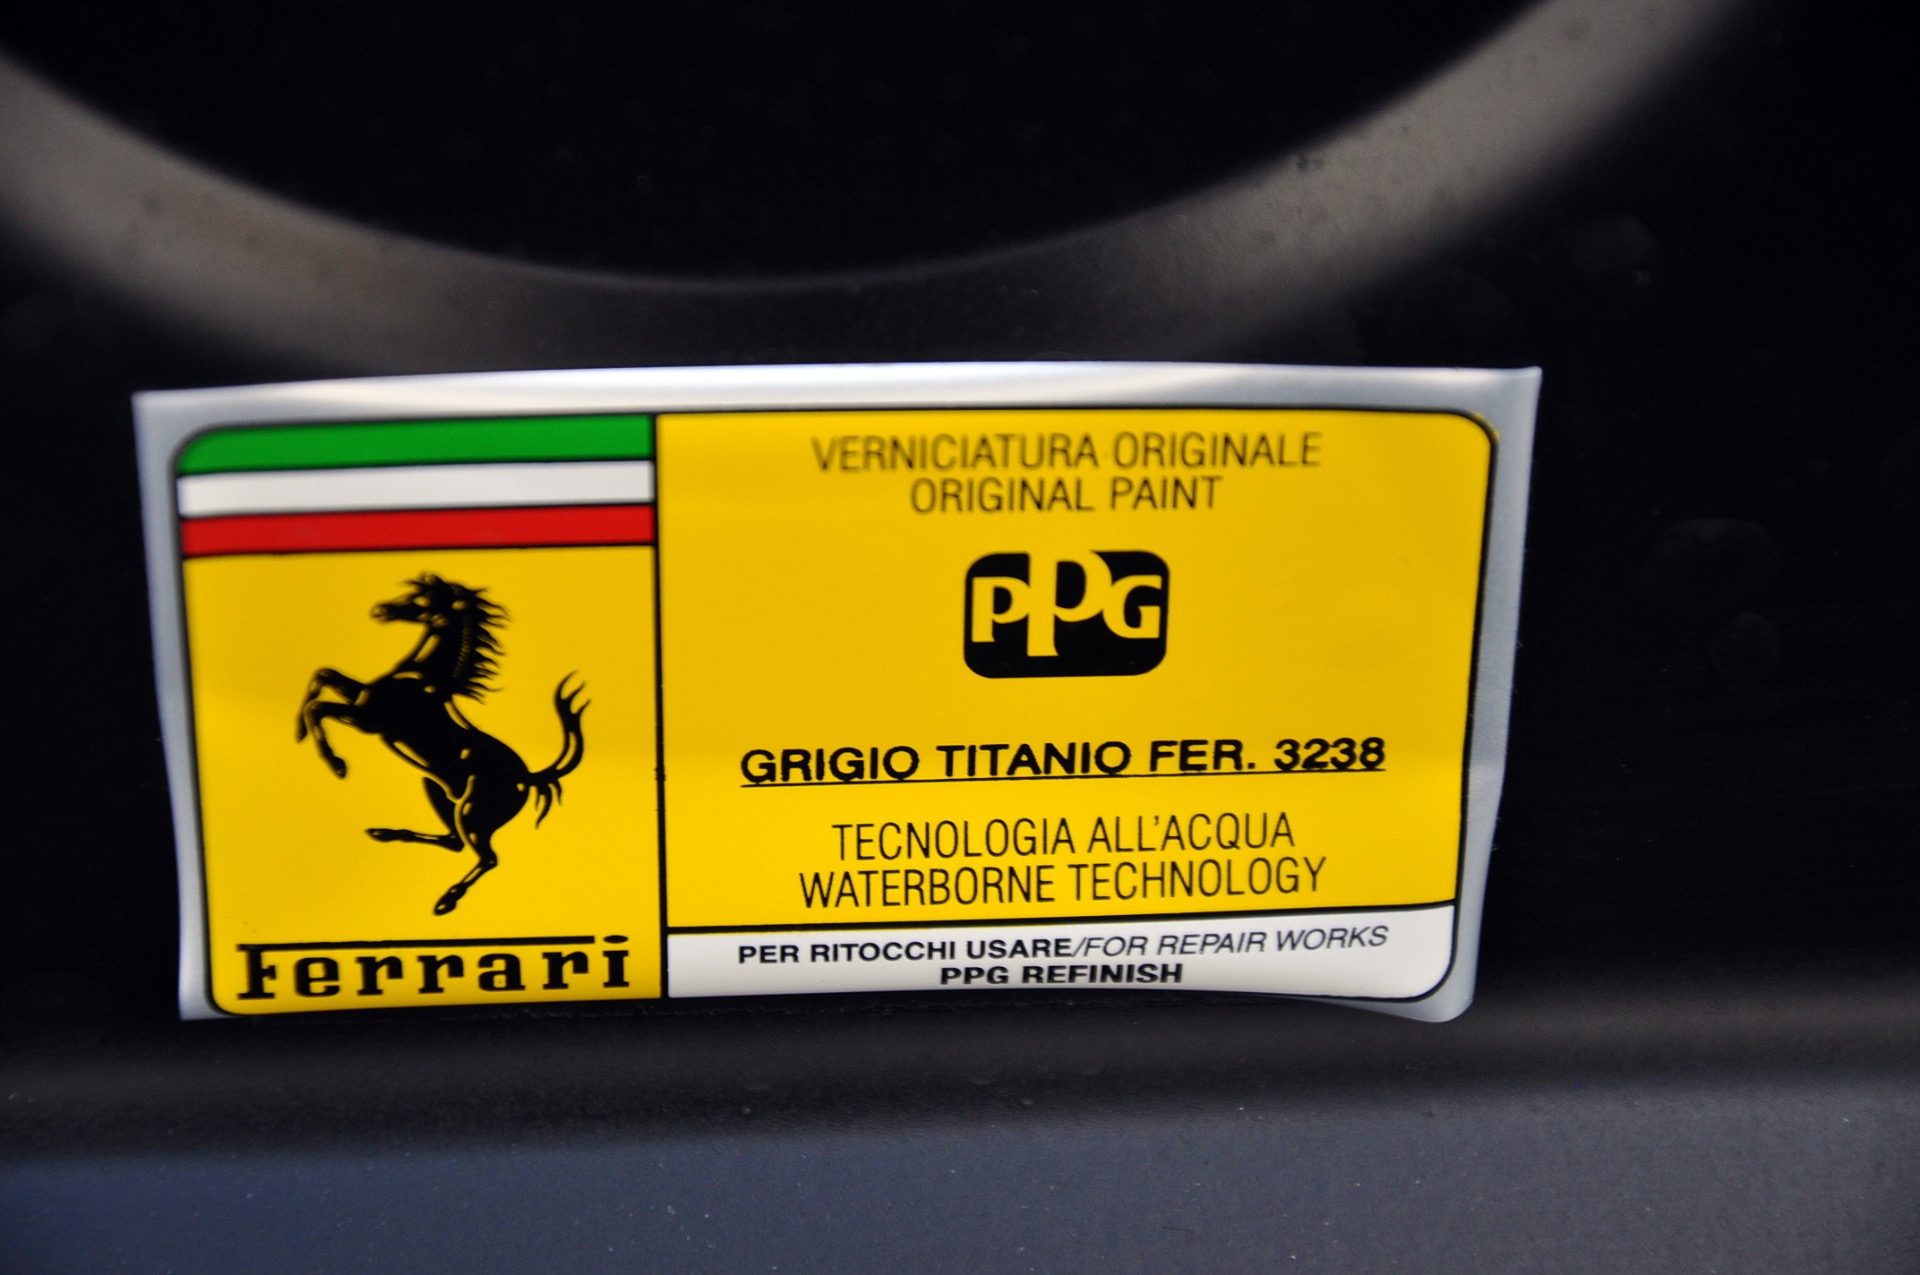 VERNICIATURA ORIGINALE
ORIGINAL PAINT
PPG
GRIGIO TITANIO FER. 3238
TECNOLOGIA ALL'ACQUA
WATERBORNE TECHNOLOGY
PER RITOCCHI USARE/FOR REPAIR WORKS
PPG REFINISH
Ferrari